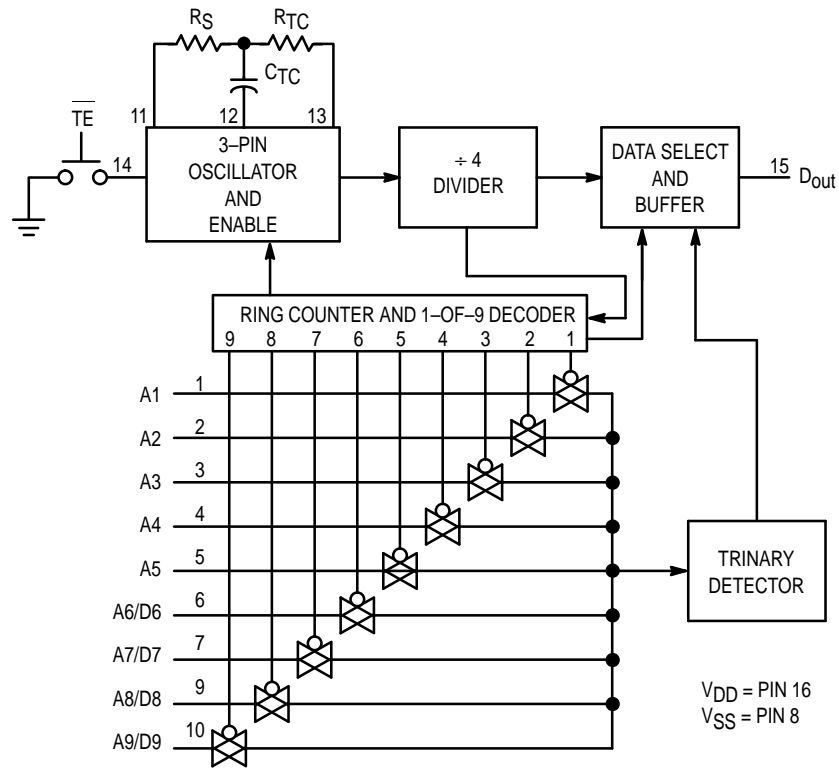 RS
RTC
CTC
TE
11
12
13
14
3–PIN
OSCILLATOR
AND
ENABLE
÷ 4
DIVIDER
DATA SELECT
AND
BUFFER
15
Dout
RING COUNTER AND 1–OF–9 DECODER
9 8 7 6 5 4 3 2 1
A1 1
A2 2
A3 3
A4 4
A5 5
A6/D6 6
A7/D7 7
A8/D8 9
A9/D9 10
TRINARY
DETECTOR
VDD = PIN 16
VSS = PIN 8